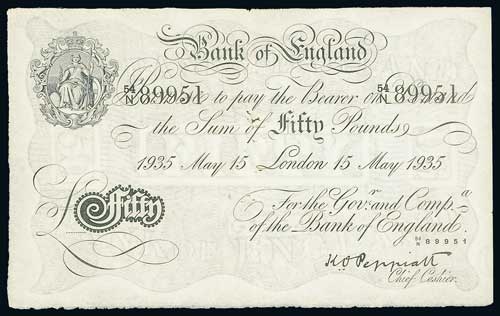 Bank of England
54/N 89951 54/N 89951
I Promise to pay the Bearer on Demand
the Sum of Fifty Pounds
1935 May 15 London 15 May 1935
For the Govr. and Compa.
£ Fifty
of the Bank of England.
54/N 89951
K O Peppiatt
Chief Cashier.